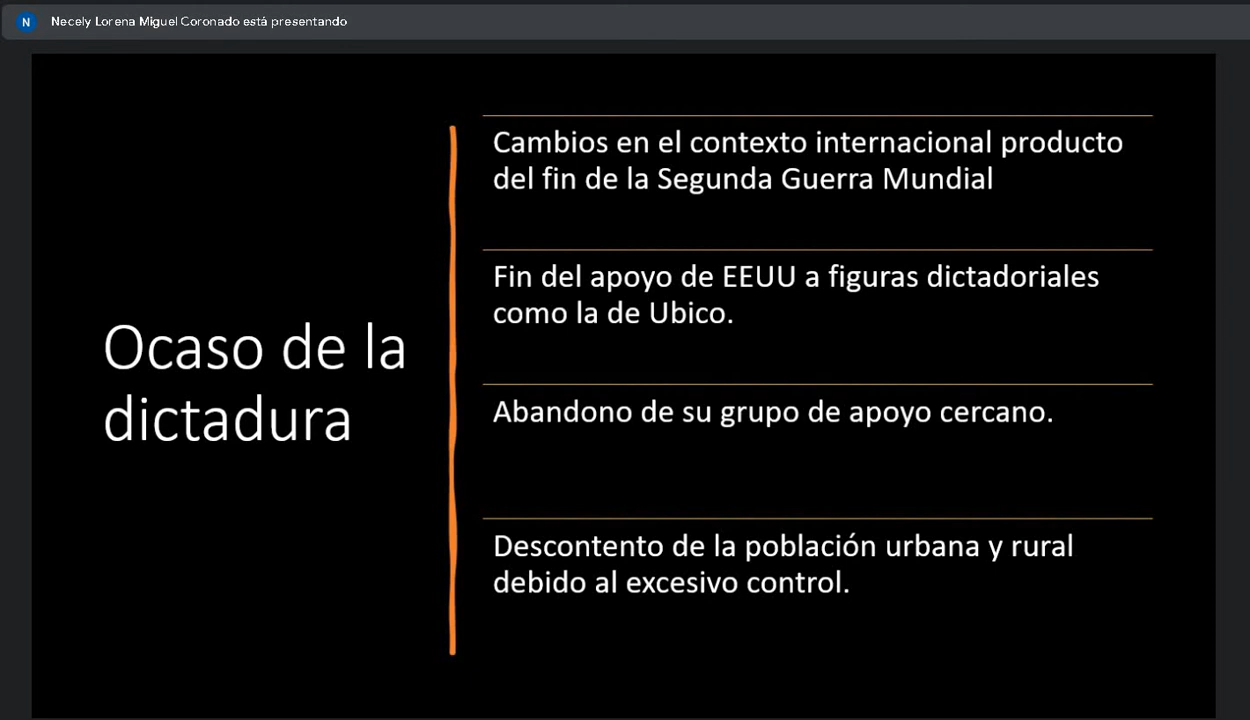 N Necely Lorena Miguel Coronado está presentando
Ocaso de la
dictadura
Cambios en el contexto internacional producto
del fin de la Segunda Guerra Mundial
Fin del apoyo de EEUU a figuras dictadoriales
como la de Ubico.
Abandono de su grupo de apoyo cercano.
Descontento de la población urbana y rural
debido al excesivo control.